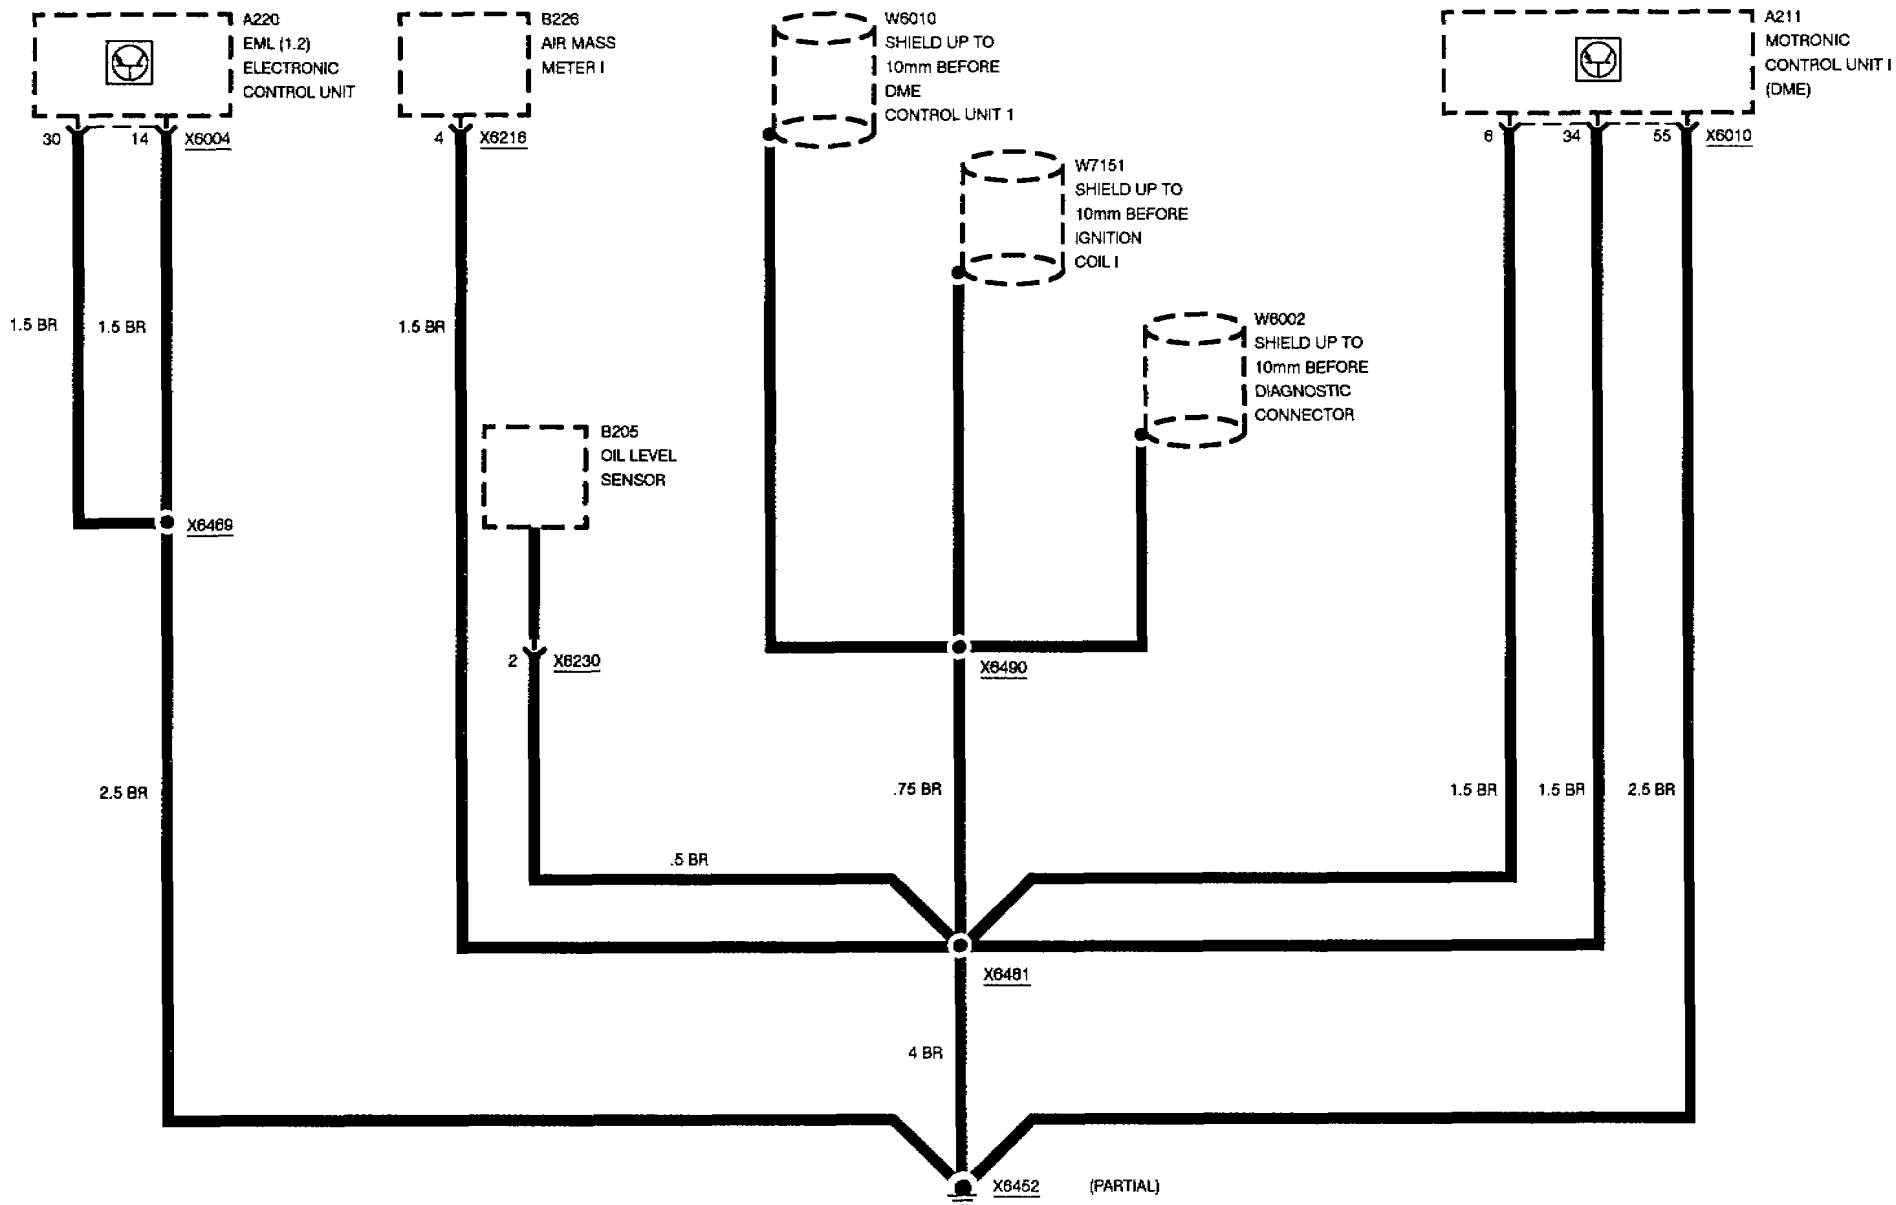 A220
EML (1.2)
ELECTRONIC
CONTROL UNIT
B226
AIR MASS
METER I
W6010
SHIELD UP TO
10mm BEFORE
DME
CONTROL UNIT 1
A211
MOTRONIC
CONTROL UNIT I
(DME)
30
14
X6004
4
X6216
6
34
55
X6010
W7151
SHIELD UP TO
10mm BEFORE
IGNITION
COIL I
1.5 BR
1.5 BR
1.5 BR
W6002
SHIELD UP TO
10mm BEFORE
DIAGNOSTIC
CONNECTOR
B205
OIL LEVEL
SENSOR
X6469
2
X6230
X6490
2.5 BR
.75 BR
1.5 BR
1.5 BR
2.5 BR
.5 BR
X6481
4 BR
X6452
(PARTIAL)